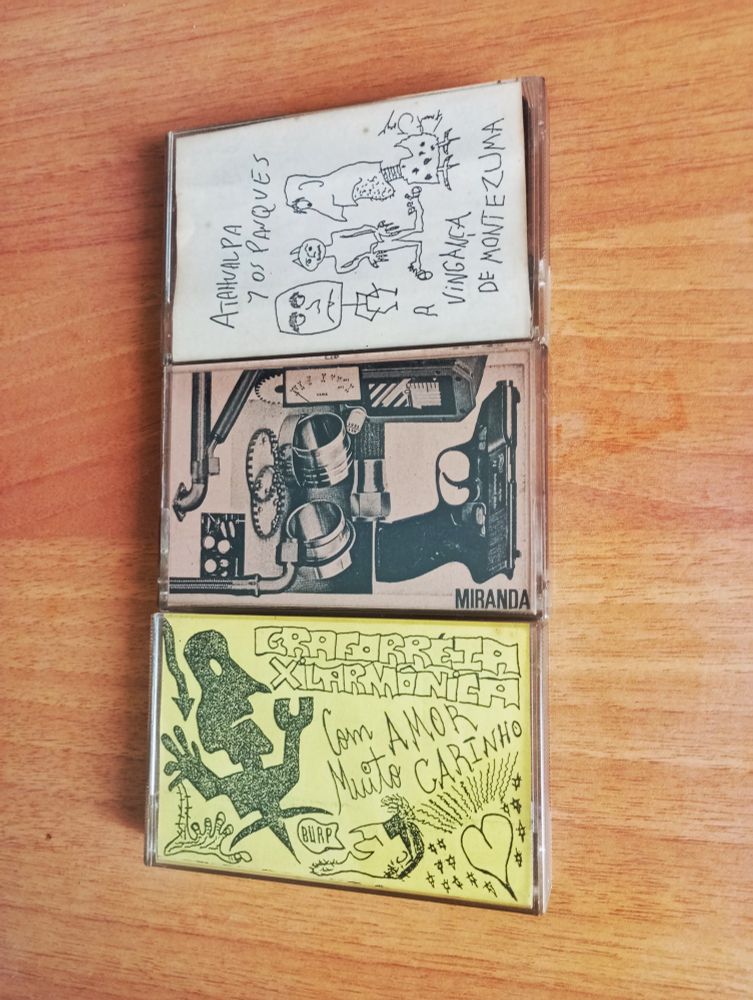 ATAHUALPA
Y OS PANQUES
A
VINGANÇA
DE MONTEZUMA
MIRANDA
GRAFORRÉIA
XILARMÔNICA
Com AMOR
Muito CARINHO
BURP